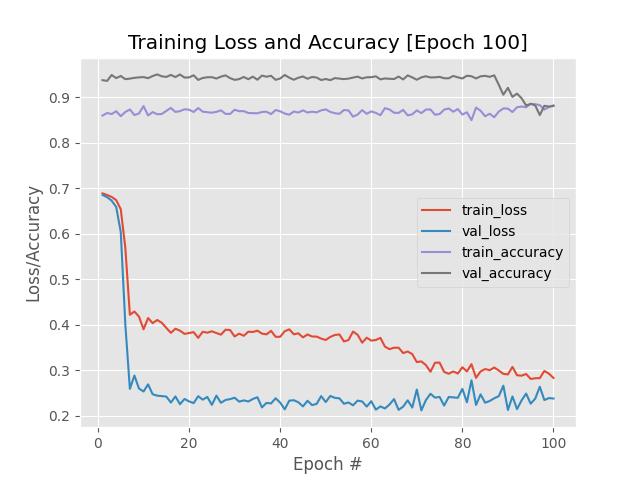 Training Loss and Accuracy [Epoch 100]
Loss/Accuracy
0.9
0.8
0.7
0.6
0.5
0.4
0.3
0.2
train_loss
val_loss
train_accuracy
val_accuracy
0 20 40 60 80 100
Epoch #